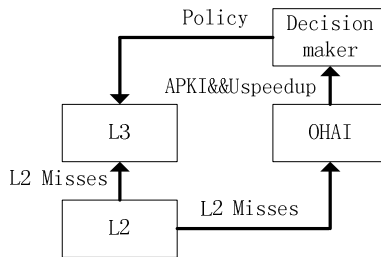 Policy
Decision
maker
APKI&&Uspeedup
L3
OHAI
L2 Misses
L2 Misses
L2